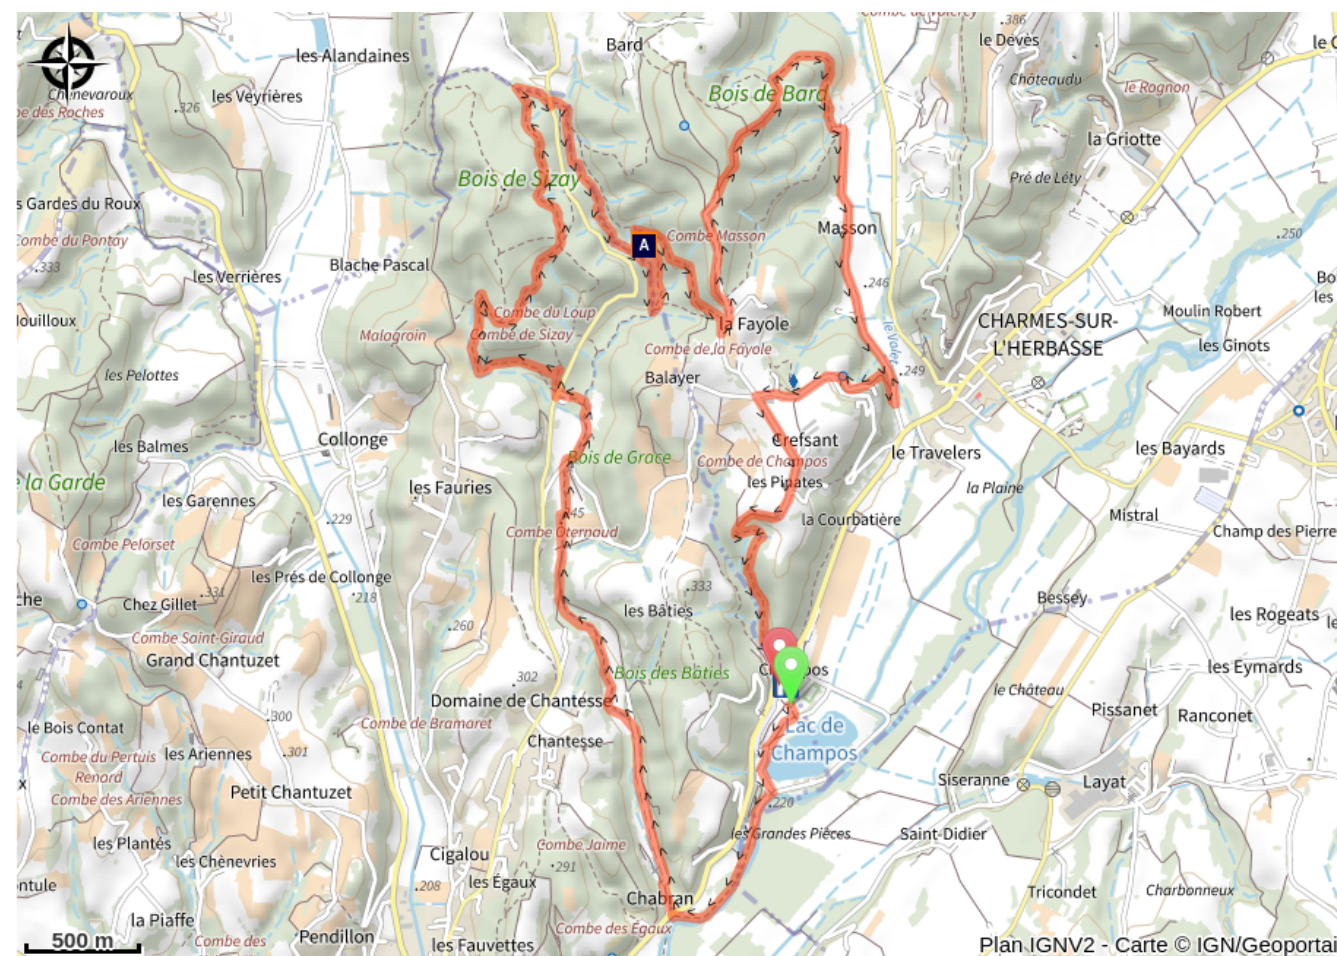 Combe de Valerey
.386
le Devès
les Alandaines
Bard
Châteaudu
le Rognon
Chênevaroux
les Veyrières
.326
Bois de Bard
la Griotte
Bois de Sizay
Pré de Léty
s Gardes du Roux
Combe du Pontay
.333
les Verrières
Blache Pascal
A
Combe Masson
Masson
.250
.246
Moulin Robert
Bo
les
Jouilloux
Malagroin
Combe du Loup
Combe de Sizay
la Fayole
Combe de la Fayole
le Valet
CHARMES-SUR-
L'HERBASSE
les Ginots
les Pelottes
Balayer
.249
les Balmes
Collonge
Crefsant
le Travelers
les Bayards
e la Garde
Bois de Grace
Combe de Champos
les Pipates
la Plaine
les Garennes
les Fauries
.229
la Courbatière
Mistral
Combe Pelorset
Combe Oternaud
Champ des Pierre
les Prés de Collonge
.218
.331
.333
Chez Gillet
les Bâties
Bessey
les Rogeats
Combe Saint-Giraud
.260
Grand Chantuzet
Bois des Bâties
.302
les Eymards
Domaine de Chantesse
le Château
Pissanet
Ranconet
.300
Combe de Bramaret
le Bois Contat
Lac de
Champos
Chantesse
les Ariennes
.301
Combe du Pertuis
Renard
Siseranne
Layat
Combe des Ariennes
Petit Chantuzet
.220
les Grandes Pièces
Saint-Didier
les Plantés
les Chênevries
Combe Jaime
Cigalou
.291
les Égaux
.208
Chabran
Tricondet
Charbonneux
la Piaffe
Combe des
Pendillon
Combe des Égaux
les Fauvettes
500 m
Plan IGNV2 - Carte © IGN/Geoportai